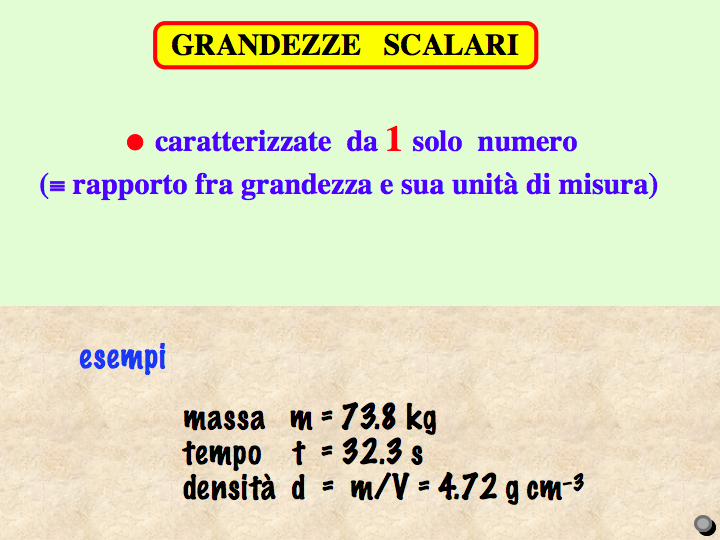 GRANDEZZE SCALARI
● caratterizzate da 1 solo numero
(≡ rapporto fra grandezza e sua unità di misura)
esempi
massa m = 73.8 kg
tempo t = 32.3 s
densità d = m/V = 4.72 g cm⁻³